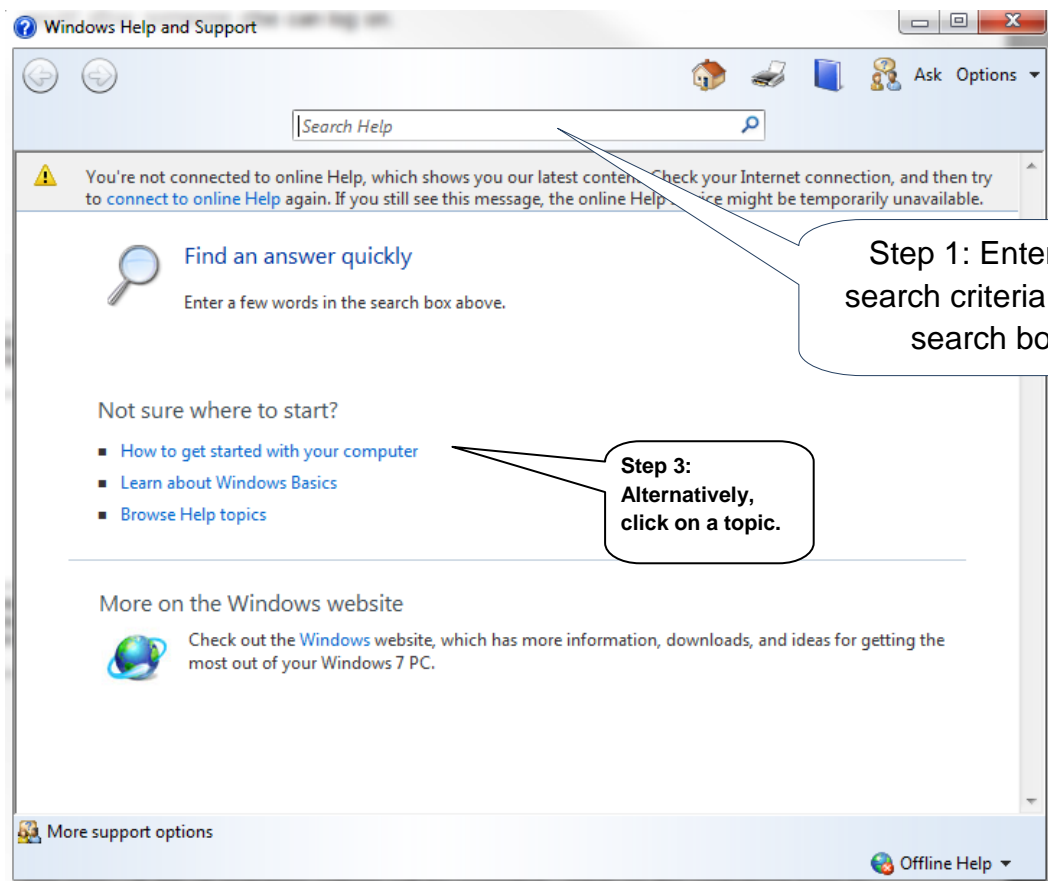 Windows Help and Support
Ask Options
Search Help
You're not connected to online Help, which shows you our latest content. Check your Internet connection, and then try
to connect to online Help again. If you still see this message, the online Help might be temporarily unavailable.
Find an answer quickly
Enter a few words in the search box above.
Step 1: Enter
search criteria
search bo
Not sure where to start?
■ How to get started with your computer
■ Learn about Windows Basics
■ Browse Help topics
Step 3:
Alternatively,
click on a topic.
More on the Windows website
Check out the Windows website, which has more information, downloads, and ideas for getting the
most out of your Windows 7 PC.
More support options
Offline Help